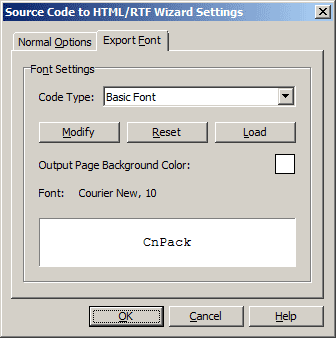 Source Code to HTML/RTF Wizard Settings
Normal Options Export Font
Font Settings
Code Type: Basic Font
Modify Reset Load
Output Page Background Color:
Font: Courier New, 10
CnPack
OK Cancel Help